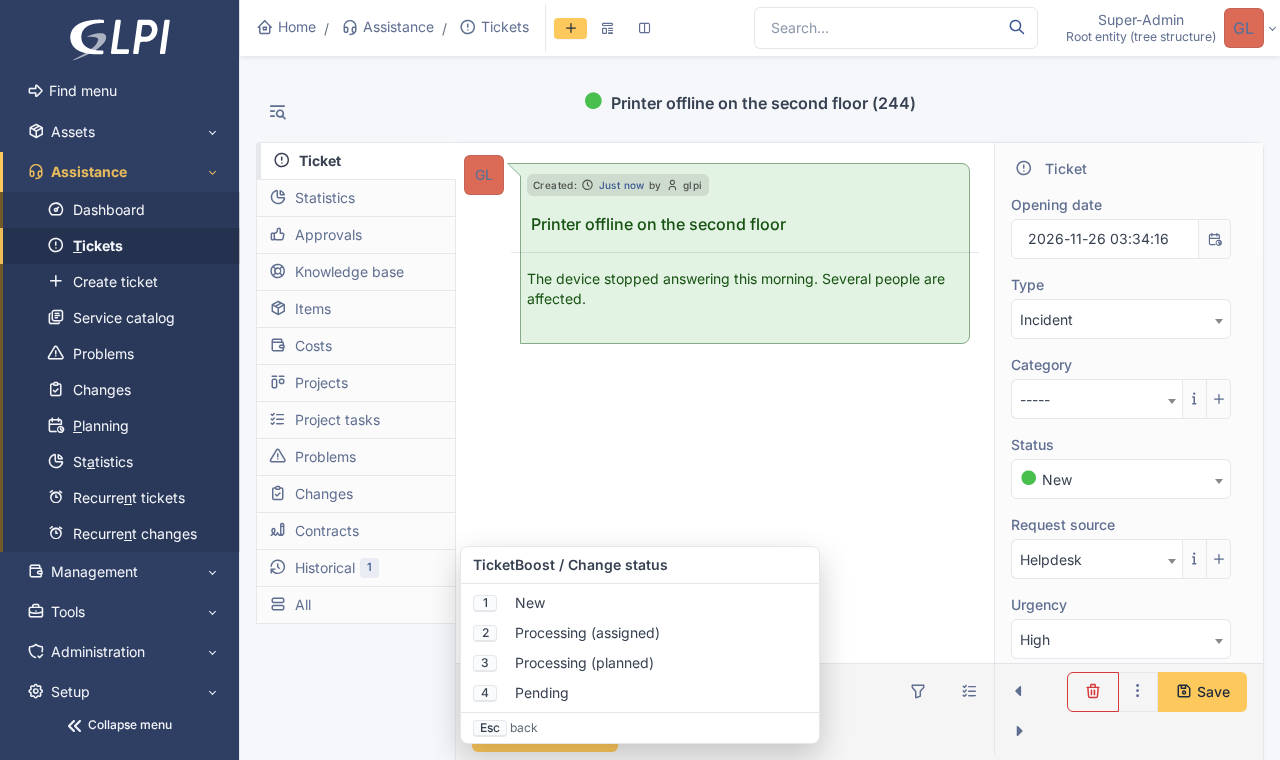 GLPI
Find menu
Assets
Assistance
Dashboard
Tickets
Create ticket
Service catalog
Problems
Changes
Planning
Statistics
Recurrent tickets
Recurrent changes
Management
Tools
Administration
Setup
Collapse menu
Home / Assistance / Tickets
Search...
Super-Admin
Root entity (tree structure)
GL
Printer offline on the second floor (244)
Ticket
Statistics
Approvals
Knowledge base
Items
Costs
Projects
Project tasks
Problems
Changes
Contracts
Historical 1
All
GL
Created: Just now by glpi
Printer offline on the second floor
The device stopped answering this morning. Several people are
affected.
TicketBoost / Change status
1 New
2 Processing (assigned)
3 Processing (planned)
4 Pending
Esc back
Ticket
Opening date
2026-11-26 03:34:16
Type
Incident
Category
-----
Status
New
Request source
Helpdesk
Urgency
High
Save